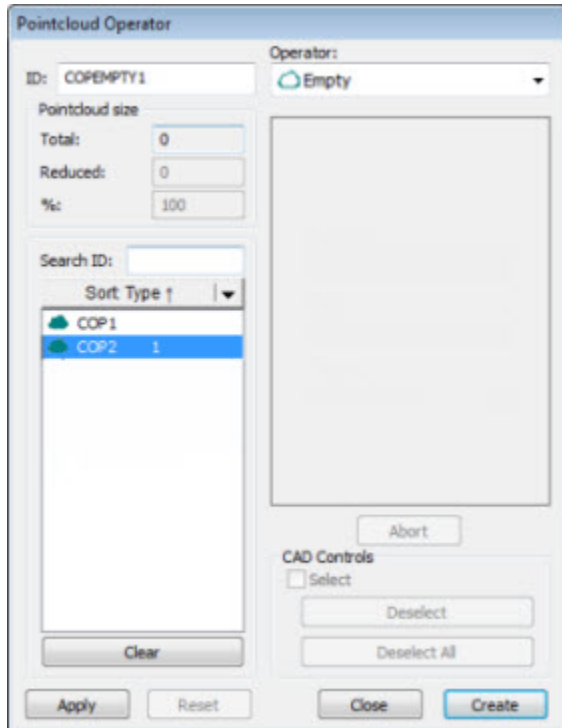 Pointcloud Operator
ID: COPEMPTY1
Operator:
Empty
Pointcloud size
Total: 0
Reduced: 0
%: 100
Search ID:
Sort Type ↑
COP1
COP2 1
Clear
Abort
CAD Controls
Select
Deselect
Deselect All
Apply Reset Close Create